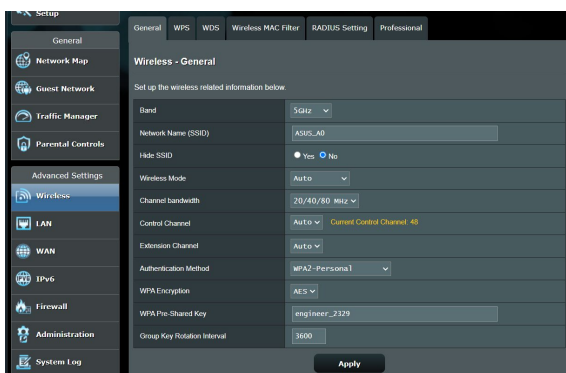 Setup
General
Network Map
Guest Network
Traffic Manager
Parental Controls
Advanced Settings
Wireless
LAN
WAN
IPv6
Firewall
Administration
System Log
General WPS WDS Wireless MAC Filter RADIUS Setting Professional
Wireless - General
Set up the wireless related information below.
Band 5GHz
Network Name (SSID) ASUS_A0
Hide SSID Yes No
Wireless Mode Auto
Channel bandwidth 20/40/80 MHz
Control Channel Auto Current Control Channel: 48
Extension Channel Auto
Authentication Method WPA2-Personal
WPA Encryption AES
WPA Pre-Shared Key engineer_2329
Group Key Rotation Interval 3600
Apply